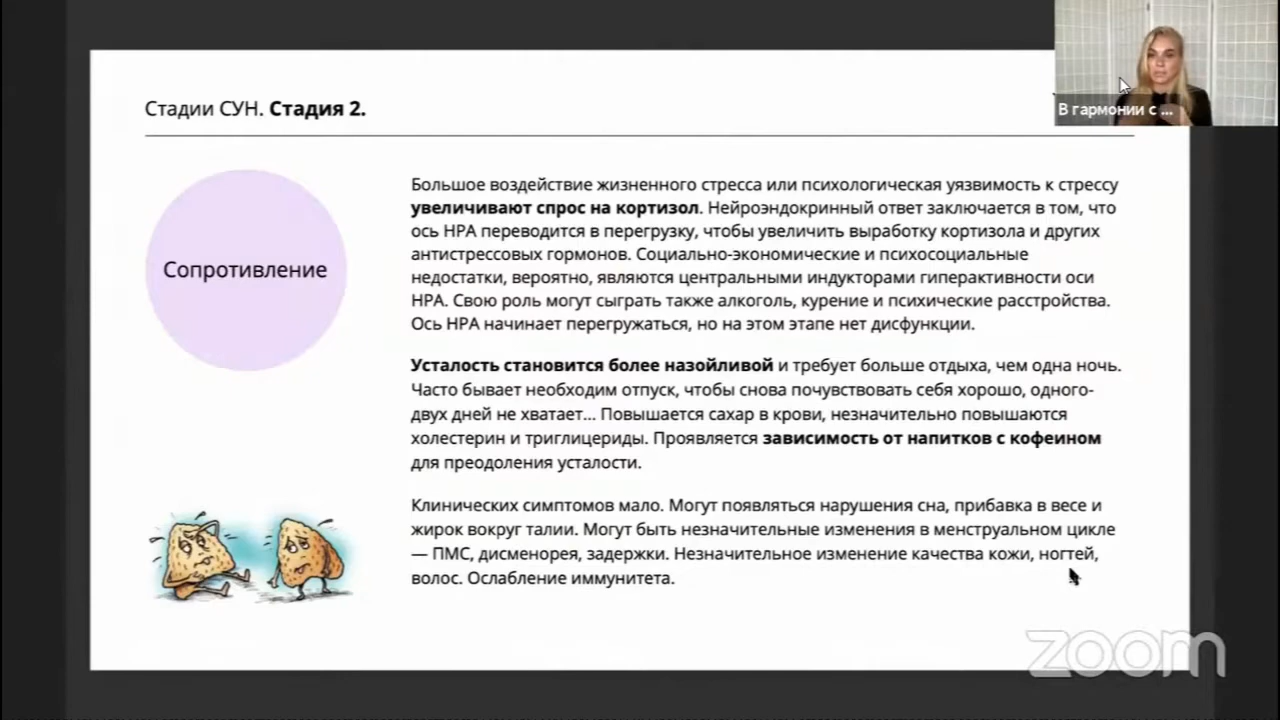 В гармонии с ...
Стадии СУН. Стадия 2.
Сопротивление
Большое воздействие жизненного стресса или психологическая уязвимость к стрессу
увеличивают спрос на кортизол. Нейроэндокринный ответ заключается в том, что
ось HPA переводится в перегрузку, чтобы увеличить выработку кортизола и других
антистрессовых гормонов. Социально-экономические и психосоциальные
недостатки, вероятно, являются центральными индукторами гиперактивности оси
HPA. Свою роль могут сыграть также алкоголь, курение и психические расстройства.
Ось HPA начинает перегружаться, но на этом этапе нет дисфункции.
Усталость становится более назойливой и требует больше отдыха, чем одна ночь.
Часто бывает необходим отпуск, чтобы снова почувствовать себя хорошо, одного-
двух дней не хватает... Повышается сахар в крови, незначительно повышаются
холестерин и триглицериды. Проявляется зависимость от напитков с кофеином
для преодоления усталости.
Клинических симптомов мало. Могут появляться нарушения сна, прибавка в весе и
жирок вокруг талии. Могут быть незначительные изменения в менструальном цикле
— ПМС, дисменорея, задержки. Незначительное изменение качества кожи, ногтей,
волос. Ослабление иммунитета.
zoom